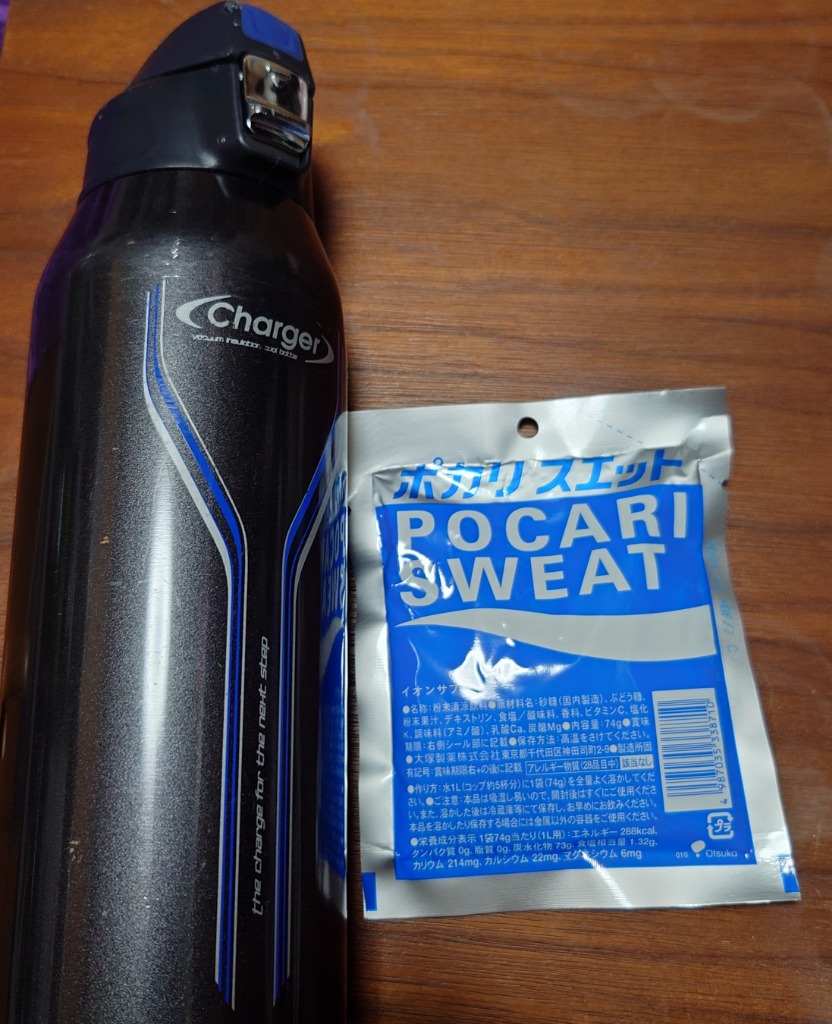 Charger
vacuum insulation cool bottle
the charge for the next step
ポカリスエット
POCARI
SWEAT
イオンサプ
●名称:粉末清涼飲料●原材料名:砂糖(国内製造)、ぶどう糖、
粉末果汁、デキストリン、食塩/酸味料、香料、ビタミンC、塩化
K、調味料(アミノ酸)、乳酸Ca、炭酸Mg●内容量:74g●賞味
期限:右側シール部に記載●保存方法:高温をさけてください。
●大塚製薬株式会社東京都千代田区神田司町2-9●製造所固
有記号:賞味期限右+の後に記載 アレルギー物質(28品目中) 該当なし
●作り方:水1L(コップ約5杯分)に1袋(74g)を全量よく溶かしてくだ
さい。●ご注意:本品は吸湿し易いので、開封後はすぐにご使用くださ
い。また、溶かした後は冷蔵庫等にて保存し、お早めにお飲みください。
本品を溶かしたり保存する場合には金属以外の容器をご使用ください。
●栄養成分表示 1袋74g当たり(1L用):エネルギー 288kcal、
タンパク質 0g、脂質 0g、炭水化物 73g、食塩相当量 1.32g、
カリウム 214mg、カルシウム 22mg、マグネシウム 6mg
4 987035 338710
プラ
010
Otsuka